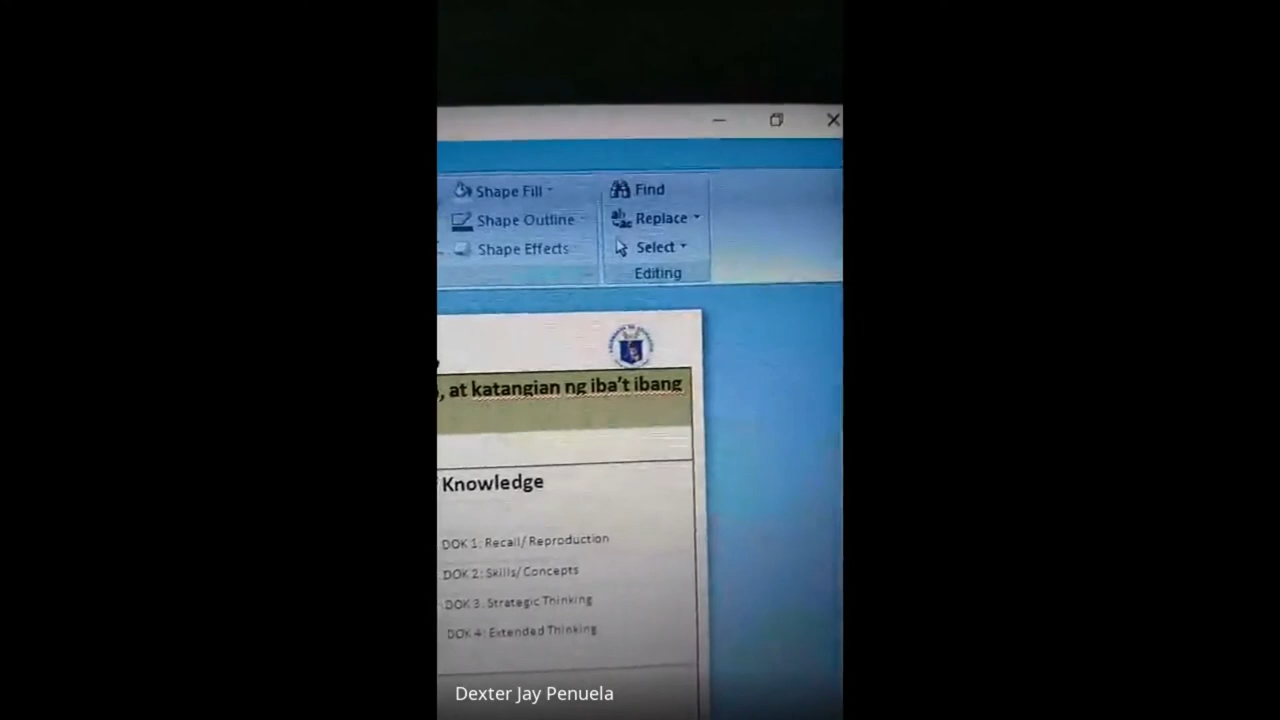 Shape Fill
Shape Outline
Shape Effects
Find
Replace
Select
Editing
, at katangian ng iba't ibang
Knowledge
DOK 1: Recall/ Reproduction
DOK 2: Skills/ Concepts
DOK 3. Strategic Thinking
DOK 4: Extended Thinking
Dexter Jay Penuela